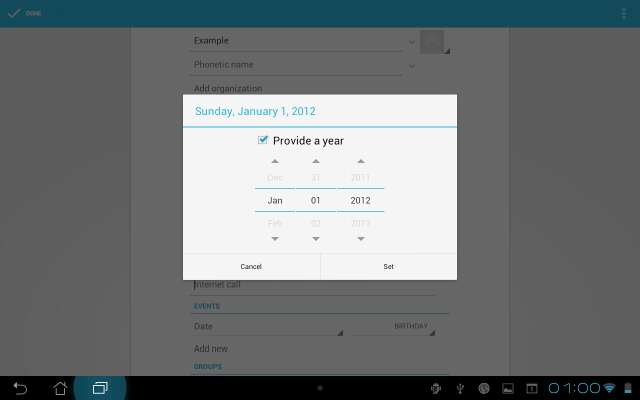 DONE
Example
Phonetic name
Add organization
Sunday, January 1, 2012
Provide a year
Dec 31 2011
Jan 01 2012
Feb 02 2013
Cancel Set
Internet call
EVENTS
Date BIRTHDAY
Add new
GROUPS
01:00